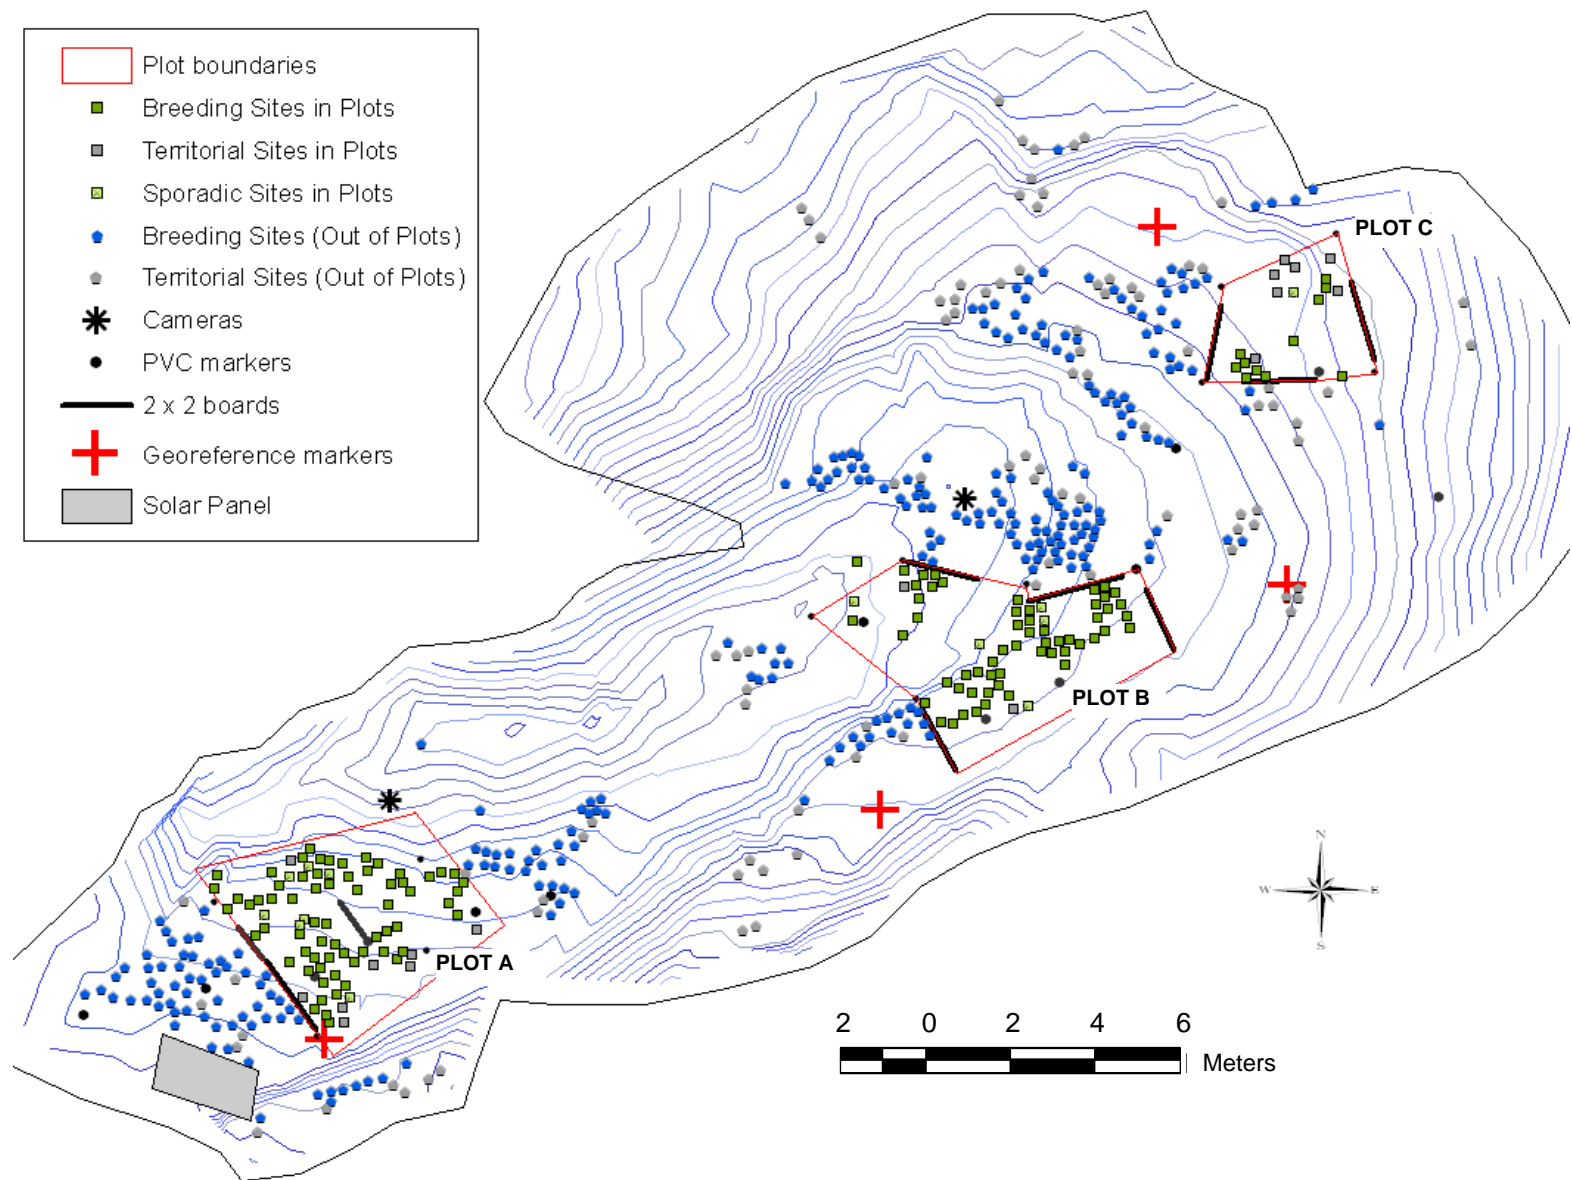 Plot boundaries
Breeding Sites in Plots
Territorial Sites in Plots
Sporadic Sites in Plots
Breeding Sites (Out of Plots)
Territorial Sites (Out of Plots)
Cameras
PVC markers
2 x 2 boards
Georeference markers
Solar Panel
PLOT C
PLOT B
PLOT A
N
W E
S
2 0 2 4 6
Meters